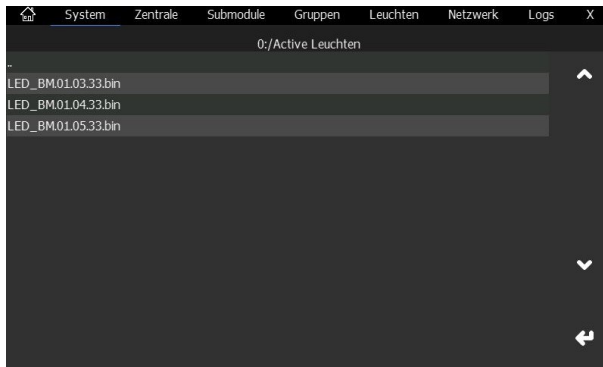 System Zentrale Submodule Gruppen Leuchten Netzwerk Logs X
0:/Active Leuchten
..
LED_BM.01.03.33.bin
LED_BM.01.04.33.bin
LED_BM.01.05.33.bin